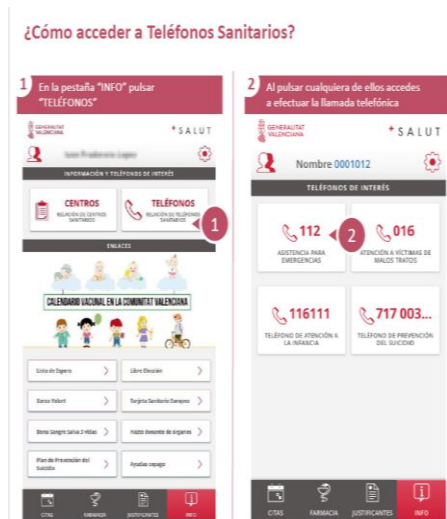 ¿Cómo acceder a Teléfonos Sanitarios?
1 En la pestaña "INFO" pulsar
"TELÉFONOS"
GENERALITAT
VALENCIANA
+SALUT
INFORMACIÓN Y TELÉFONOS DE INTERÉS
CENTROS
RELACIÓN DE CENTROS
SANITARIOS
TELÉFONOS
RELACIÓN DE TELÉFONOS
SANITARIOS
1
ENLACES
CALENDARIO VACUNAL EN LA COMUNITAT VALENCIANA
Lista de Espera
Libre Elección
Xarxa Pebrot
Tarjeta Sanitaria Europea
Dona Sangre Salva 3 Vidas
Hazte donante de órganos
Plan de Prevención del
Suicidio
Ayudas copago
CITAS
FARMACIA
JUSTIFICANTES
INFO
2 Al pulsar cualquiera de ellos accedes
a efectuar la llamada telefónica
GENERALITAT
VALENCIANA
+SALUT
Nombre 0001012
TELÉFONOS DE INTERÉS
112
ASISTENCIA PARA
EMERGENCIAS
2
016
ATENCIÓN A VÍCTIMAS DE
MALOS TRATOS
116111
TELÉFONO DE ATENCIÓN A
LA INFANCIA
717 003...
TELÉFONO DE PREVENCIÓN
DEL SUICIDIO
CITAS
FARMACIA
JUSTIFICANTES
INFO